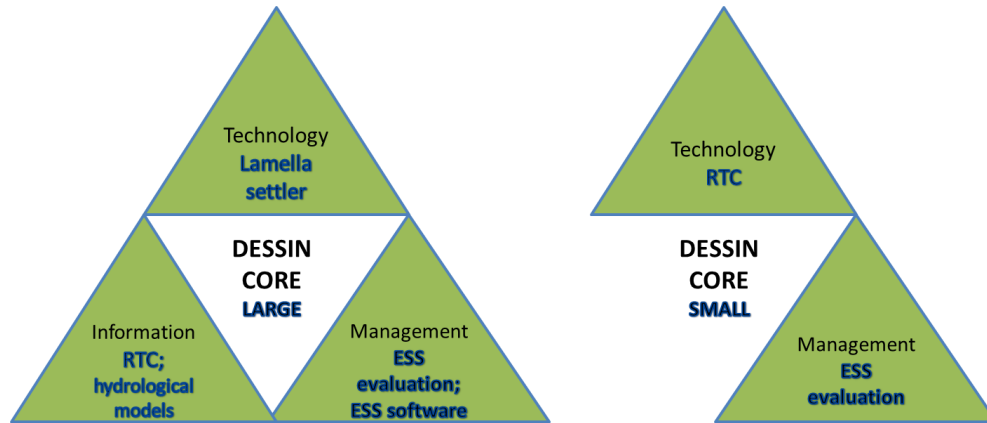 Technology
Lamella
settler
DESSIN
CORE
LARGE
Information
RTC;
hydrological
models
Management
ESS
evaluation;
ESS software
Technology
RTC
DESSIN
CORE
SMALL
Management
ESS
evaluation